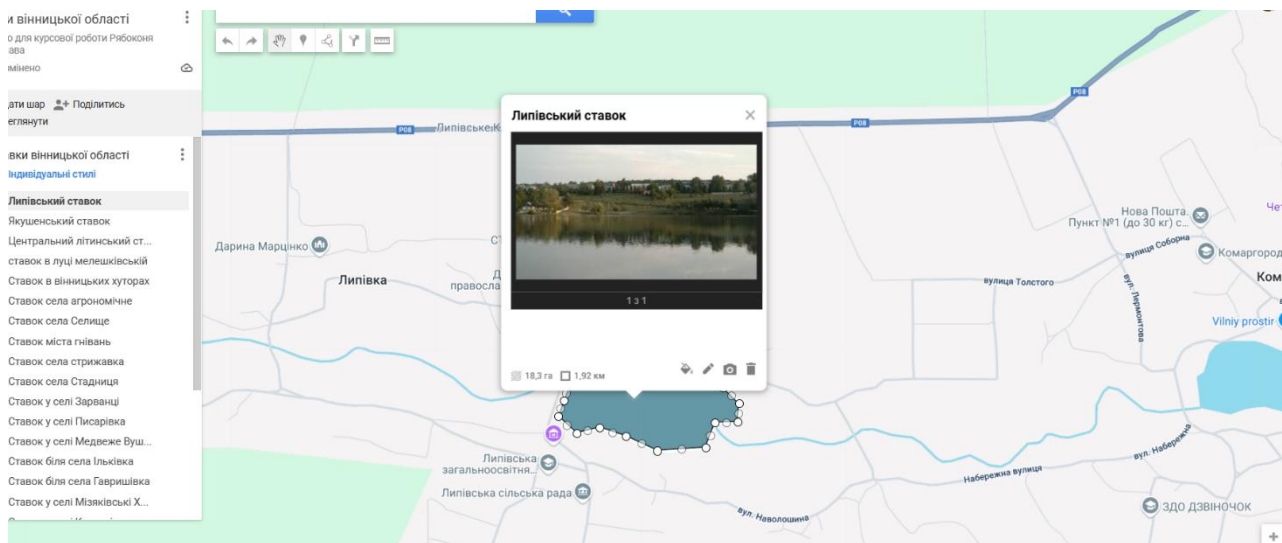 и вінницької області
о для курсової роботи Рябоконя
ава
мінено
ати шар Поділитись
еглянути
вки вінницької області
Індивідуальні стилі
Липівський ставок
Якушенський ставок
Центральний літинський ст...
ставок в луці мелешківській
Ставок в вінницьких хуторах
Ставок села агрономічне
Ставок села Селище
Ставок міста гнівань
Ставок села стрижавка
Ставок села Стадниця
Ставок у селі Зарванці
Ставок у селі Писарівка
Ставок у селі Медвеже Вуш...
Ставок біля села Ільківка
Ставок біля села Гавришівка
Ставок у селі Мізяківські Х...
Липівський ставок
1 з 1
18,3 га 1,92 км
P08
P08
P08
Липівське
Дарина Марцінко
Липівка
правосла
Нова Пошта.
Пункт №1 (до 30 кг) с...
Че
вулиця Соборна
Комаргород
Ком
вулиця Толстого
вул. Лермонтова
Vilniy prostir
Липівська
загальноосвітня...
Липівська сільська рада
вул. Наволошина
Набережна вулиця
вул. Набережна
ЗДО ДЗВІНОЧОК